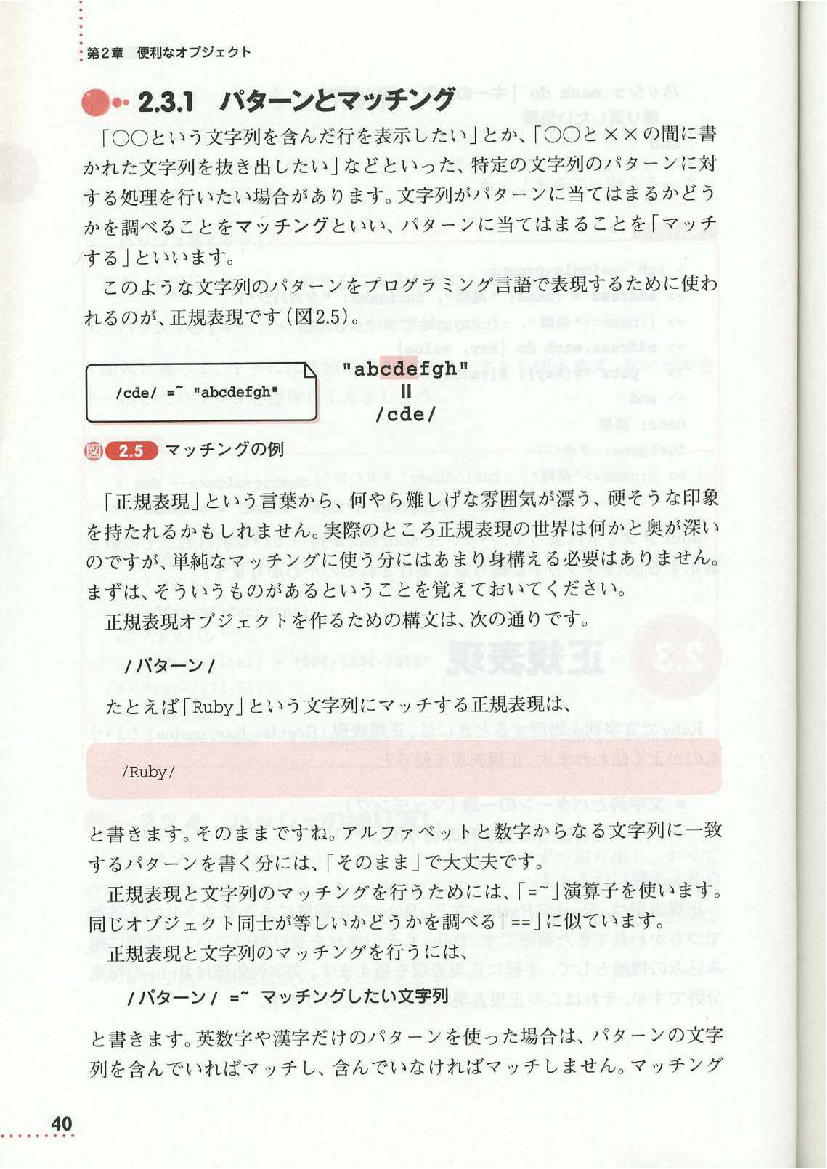 第2章 便利なオブジェクト
2.3.1 パターンとマッチング
「○○という文字列を含んだ行を表示したい」とか、「○○と××の間に書
かれた文字列を抜き出したい」などといった、特定の文字列のパターンに対
する処理を行いたい場合があります。文字列がパターンに当てはまるかどう
かを調べることをマッチングといい、パターンに当てはまることを「マッチ
する」といいます。
このような文字列のパターンをプログラミング言語で表現するために使わ
れるのが、正規表現です(図2.5)。
/cde/ =~ "abcdefgh"
"abcdefgh"
=
/cde/
図 2.5 マッチングの例
「正規表現」という言葉から、何やら難しげな雰囲気が漂う、硬そうな印象
を持たれるかもしれません。実際のところ正規表現の世界は何かと奥が深い
のですが、単純なマッチングに使う分にはあまり身構える必要はありません。
まずは、そういうものがあるということを覚えておいてください。
正規表現オブジェクトを作るための構文は、次の通りです。
/パターン/
たとえば「Ruby」という文字列にマッチする正規表現は、
/Ruby/
と書きます。そのままですね。アルファベットと数字からなる文字列に一致
するパターンを書く分には、「そのまま」で大丈夫です。
正規表現と文字列のマッチングを行うためには、「=~」演算子を使います。
同じオブジェクト同士が等しいかどうかを調べる「==」に似ています。
正規表現と文字列のマッチングを行うには、
/パターン/ =~ マッチングしたい文字列
と書きます。英数字や漢字だけのパターンを使った場合は、パターンの文字
列を含んでいればマッチし、含んでいなければマッチしません。マッチング
40